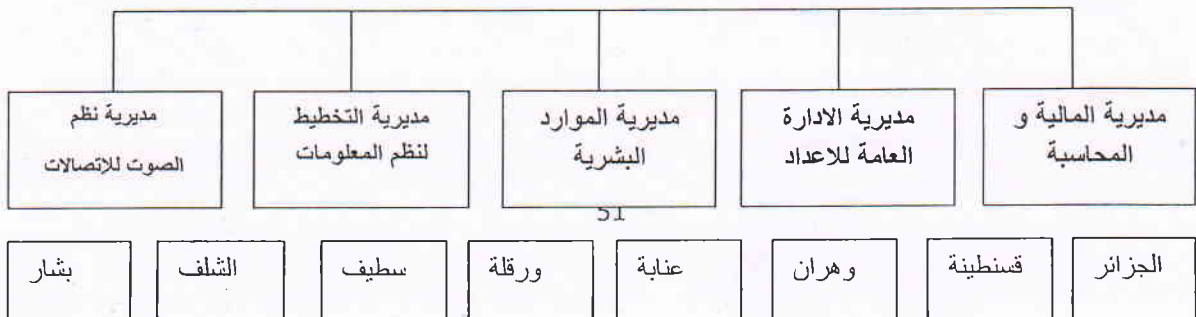 مديرية المالية و
المحاسبة
مديرية الادارة
العامة للاعداد
مديرية الموارد
البشرية
مديرية التخطيط
لنظم المعلومات
مديرية نظم
الصوت للإتصالات
51
الجزائر
قسنطينة
وهران
عنابة
ورقلة
سطيف
الشلف
بشار